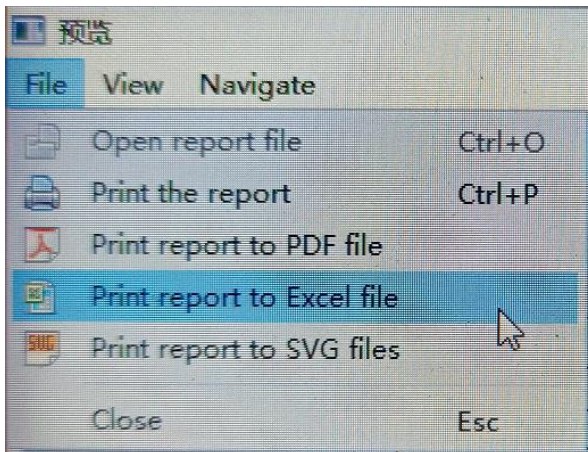 预览
File View Navigate
Open report file Ctrl+O
Print the report Ctrl+P
Print report to PDF file
Print report to Excel file
SVG Print report to SVG files
Close Esc